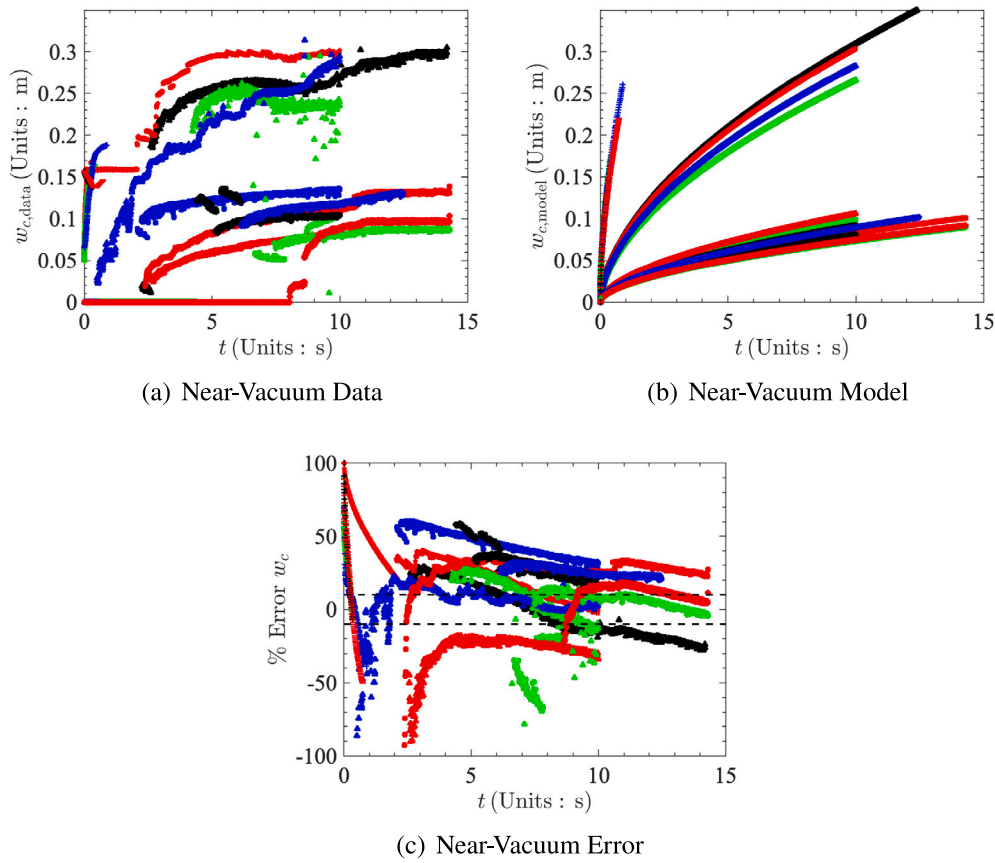 0.3
0.25
0.2
0.15
0.1
0.05
0
w_{c,data} (Units : m)
0 5 10 15
t (Units : s)
(a) Near-Vacuum Data
0.3
0.25
0.2
0.15
0.1
0.05
0
w_{c,model} (Units : m)
0 5 10 15
t (Units : s)
(b) Near-Vacuum Model
100
50
0
-50
-100
% Error w_c
0 5 10 15
t (Units : s)
(c) Near-Vacuum Error